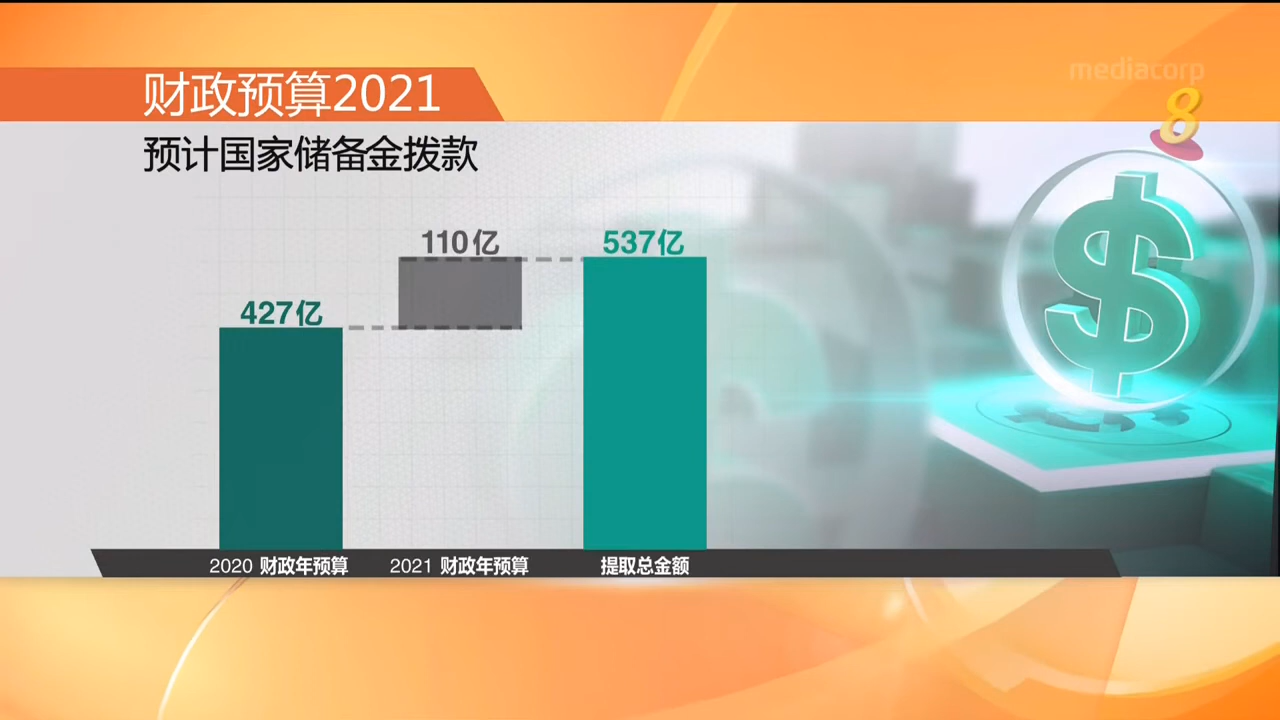 mediacorp
8
财政预算2021
预计国家储备金拨款
427亿
110亿
537亿
2020 财政年预算
2021 财政年预算
提取总金额